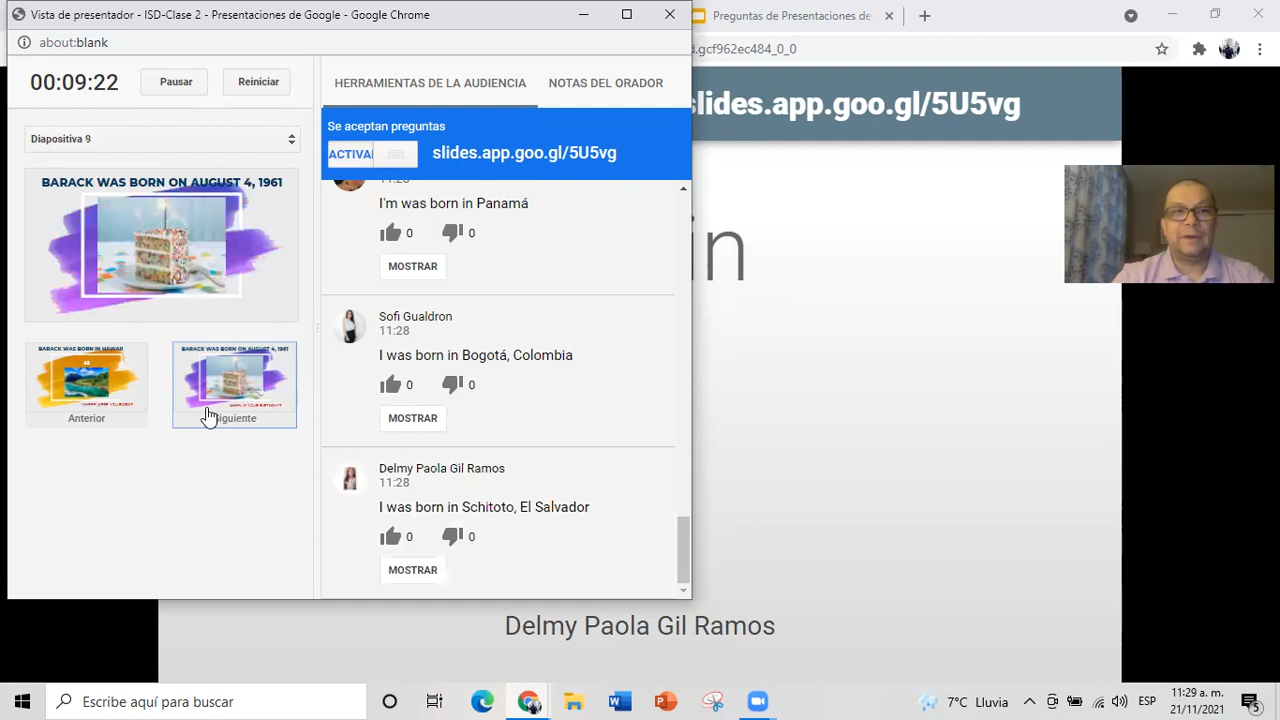 Vista de presentador - ISD-Clase 2 - Presentaciones de Google - Google Chrome
about:blank
00:09:22
Pausar
Reiniciar
Diapositiva 9
BARACK WAS BORN ON AUGUST 4, 1961
BARACK WAS BORN IN HAWAII
Anterior
BARACK WAS BORN ON AUGUST 4, 1961
Siguiente
HERRAMIENTAS DE LA AUDIENCIA
NOTAS DEL ORADOR
Se aceptan preguntas
ACTIVA
slides.app.goo.gl/5U5vg
11:28
I'm was born in Panamá
0
0
MOSTRAR
Sofi Gualdron
11:28
I was born in Bogotá, Colombia
0
0
MOSTRAR
Delmy Paola Gil Ramos
11:28
I was born in Schitoto, El Salvador
0
0
MOSTRAR
Preguntas de Presentaciones de
d.gcf962ec484_0_0
slides.app.goo.gl/5U5vg
in
Delmy Paola Gil Ramos
Escribe aquí para buscar
7°C Lluvia
ESP
11:29 a. m.
21/11/2021
5